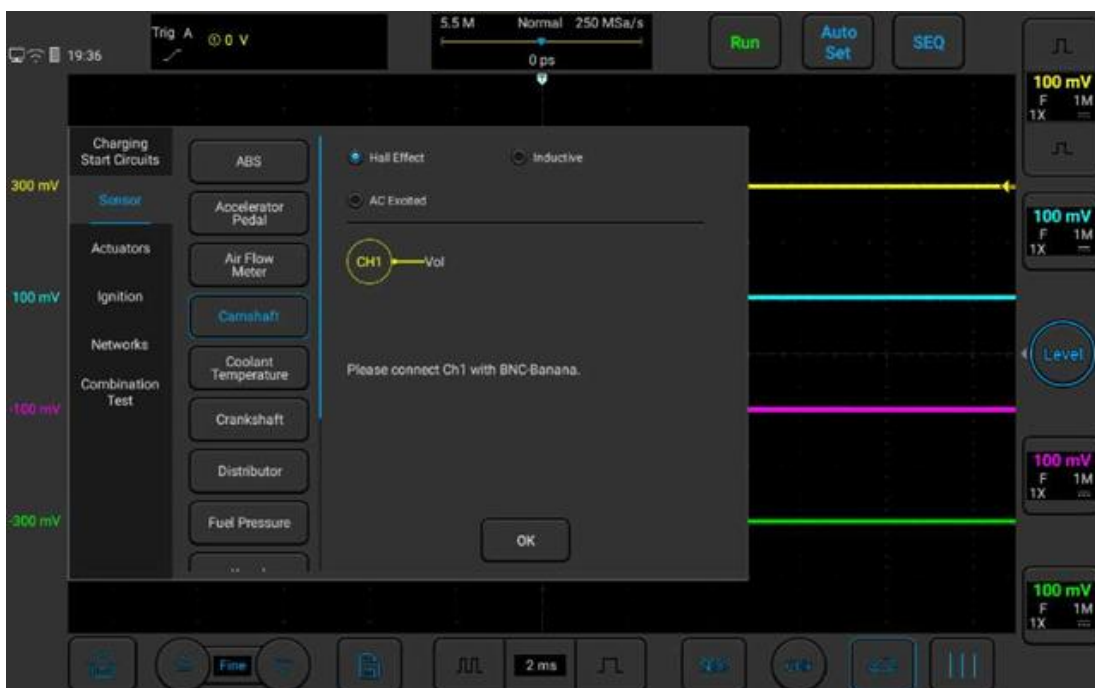 19:36
Trig A ① 0 V
5.5 M Normal 250 MSa/s
0 ps
Run
Auto
Set
SEQ
Charging
Start Circuits
Sensor
Actuators
Ignition
Networks
Combination
Test
ABS
Accelerator
Pedal
Air Flow
Meter
Camshaft
Coolant
Temperature
Crankshaft
Distributor
Fuel Pressure
Hall Effect
Inductive
AC Excited
CH1 Vol
Please connect Ch1 with BNC-Banana.
OK
300 mV
100 mV
-100 mV
-300 mV
100 mV
F 1M
1X
100 mV
F 1M
1X
Level
100 mV
F 1M
1X
100 mV
F 1M
1X
Fine
2 ms